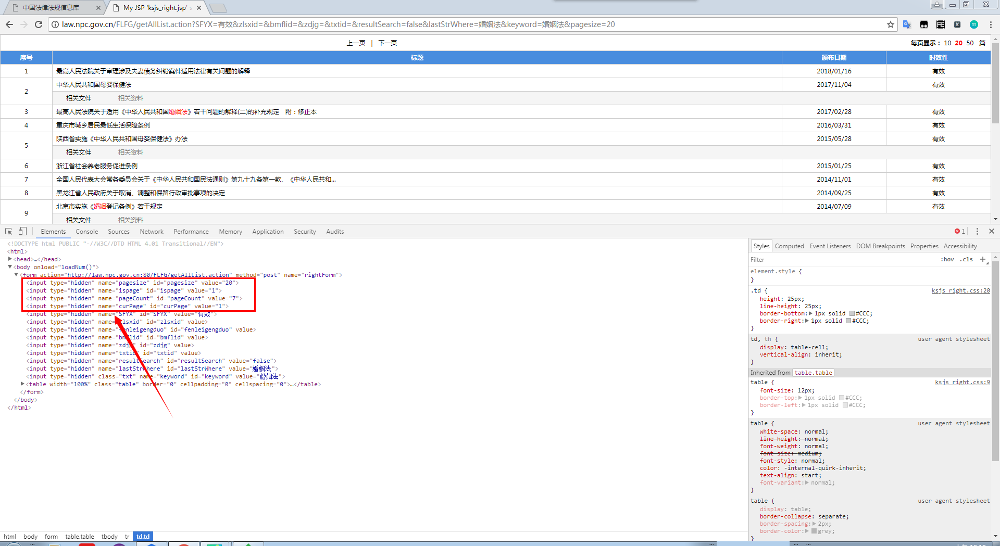 中国法律法规信息库
My JSP 'ksjs_right.jsp' s
law.npc.gov.cn/FLFG/getAllList.action?SFYX=有效&zlsxid=&bmflid=&zdjg=&txtid=&resultSearch=false&lastStrWhere=婚姻法&keyword=婚姻法&pagesize=20
上一页 | 下一页
每页显示： 10 20 50 篇
序号 标题 颁布日期 时效性
1 最高人民法院关于审理涉及夫妻债务纠纷案件适用法律有关问题的解释 2018/01/16 有效
2 中华人民共和国母婴保健法 2017/11/04 有效
相关文件 相关资料
3 最高人民法院关于适用《中华人民共和国婚姻法》若干问题的解释(二)的补充规定 附：修正本 2017/02/28 有效
4 重庆市城乡居民最低生活保障条例 2016/03/31 有效
5 陕西省实施《中华人民共和国母婴保健法》办法 2015/05/28 有效
相关文件 相关资料
6 浙江省社会养老服务促进条例 2015/01/25 有效
7 全国人民代表大会常务委员会关于《中华人民共和国民法通则》第九十九条第一款、《中华人民共和... 2014/11/01 有效
8 黑龙江省人民政府关于取消、调整和保留行政审批事项的决定 2014/09/25 有效
9 北京市实施《婚姻登记条例》若干规定 2014/07/09 有效
相关文件 相关资料
Elements Console Sources Network Performance Memory Application Security Audits 1
<!DOCTYPE html PUBLIC "-//W3C//DTD HTML 4.01 Transitional//EN">
<html>
<head>…</head>
<body onload="loadNum()">
<form action="http://law.npc.gov.cn:80/FLFG/getAllList.action" method="post" name="rightForm">
<input type="hidden" name="pagesize" id="pagesize" value="20">
<input type="hidden" name="ispage" id="ispage" value="1">
<input type="hidden" name="pageCount" id="pageCount" value="7">
<input type="hidden" name="curPage" id="curPage" value="1">
<input type="hidden" name="SFYX" id="SFYX" value="有效">
<input type="hidden" name="zlsxid" id="zlsxid" value>
<input type="hidden" name="fenleigengduo" id="fenleigengduo" value>
<input type="hidden" name="bmflid" id="bmflid" value>
<input type="hidden" name="zdjg" id="zdjg" value>
<input type="hidden" name="txtid" id="txtid" value>
<input type="hidden" name="resultSearch" id="resultSearch" value="false">
<input type="hidden" name="lastStrWhere" id="lastStrWhere" value="婚姻法">
<input type="hidden" class="txt" name="keyword" id="keyword" value="婚姻法">
<table width="100%" class="table" border="0" cellpadding="0" cellspacing="0">…</table>
</form>
</body>
</html>
html body form table.table tbody tr td.td
Styles Computed Event Listeners DOM Breakpoints Properties Accessibility
Filter :hov .cls +
element.style {
}
.td { ksjs_right.css:20
height: 25px;
line-height: 25px;
border-bottom: 1px solid #CCC;
border-right: 1px solid #CCC;
}
td, th { user agent stylesheet
display: table-cell;
vertical-align: inherit;
}
Inherited from table.table
table { ksjs_right.css:9
font-size: 12px;
border-top: 1px solid #CCC;
border-left: 1px solid #CCC;
}
table { user agent stylesheet
white-space: normal;
line-height: normal;
font-weight: normal;
font-size: medium;
font-style: normal;
color: -internal-quirk-inherit;
text-align: start;
font-variant: normal;
}
table { user agent stylesheet
display: table;
border-collapse: separate;
border-spacing: 2px;
border-color: grey;
}